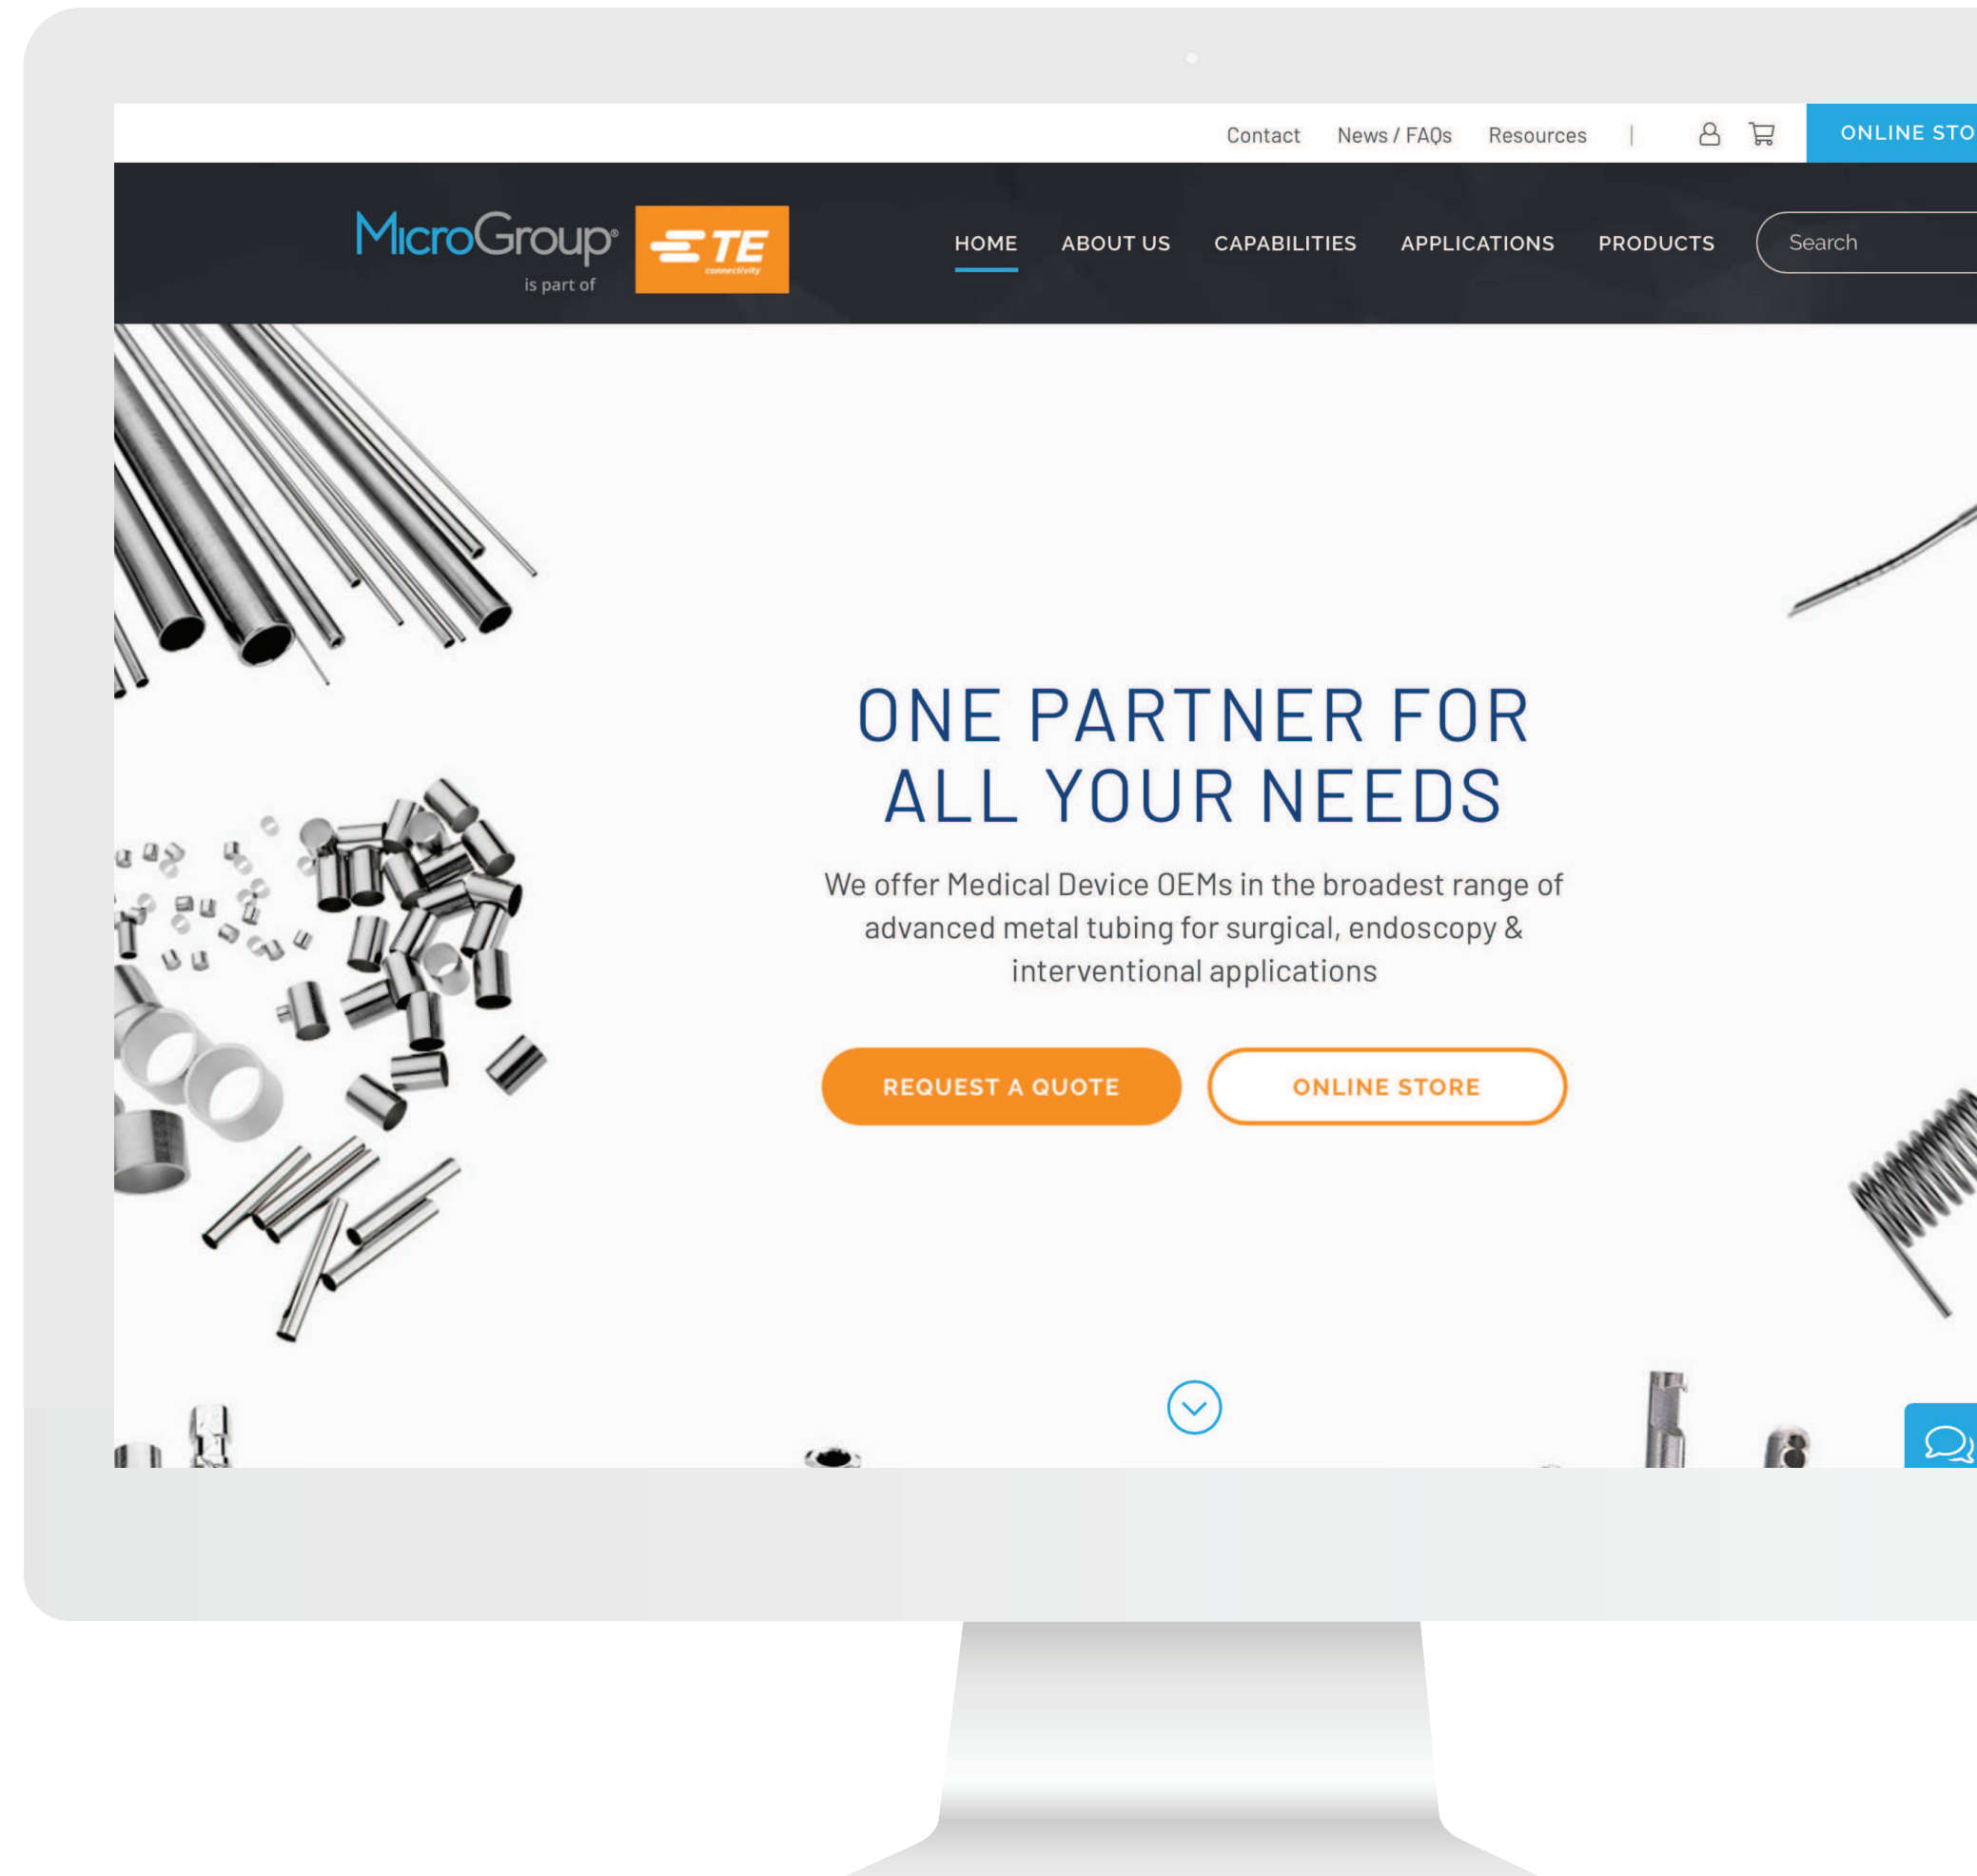 Contact News / FAQs Resources | ONLINE STO
MicroGroup®
is part of
TE
connectivity
HOME ABOUT US CAPABILITIES APPLICATIONS PRODUCTS Search
ONE PARTNER FOR
ALL YOUR NEEDS
We offer Medical Device OEMs in the broadest range of
advanced metal tubing for surgical, endoscopy &
interventional applications
REQUEST A QUOTE ONLINE STORE